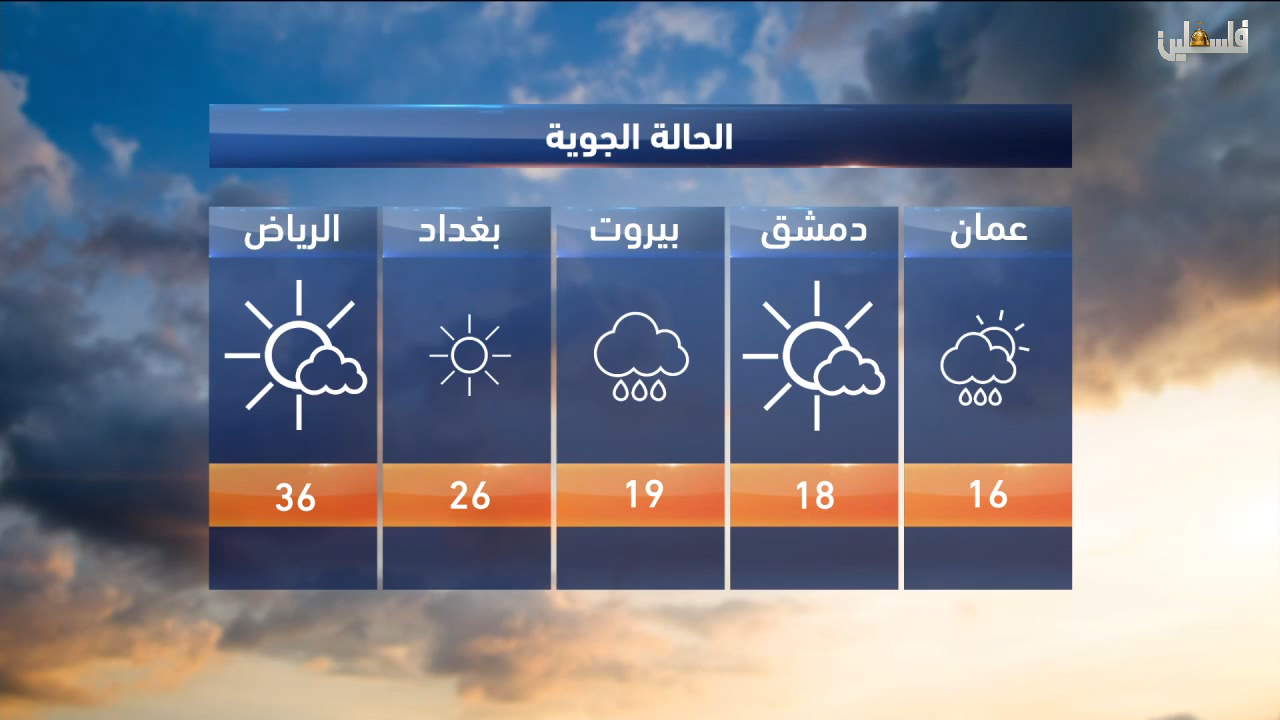 فلسطين
الحالة الجوية
عمان
دمشق
بيروت
بغداد
الرياض
16
18
19
26
36